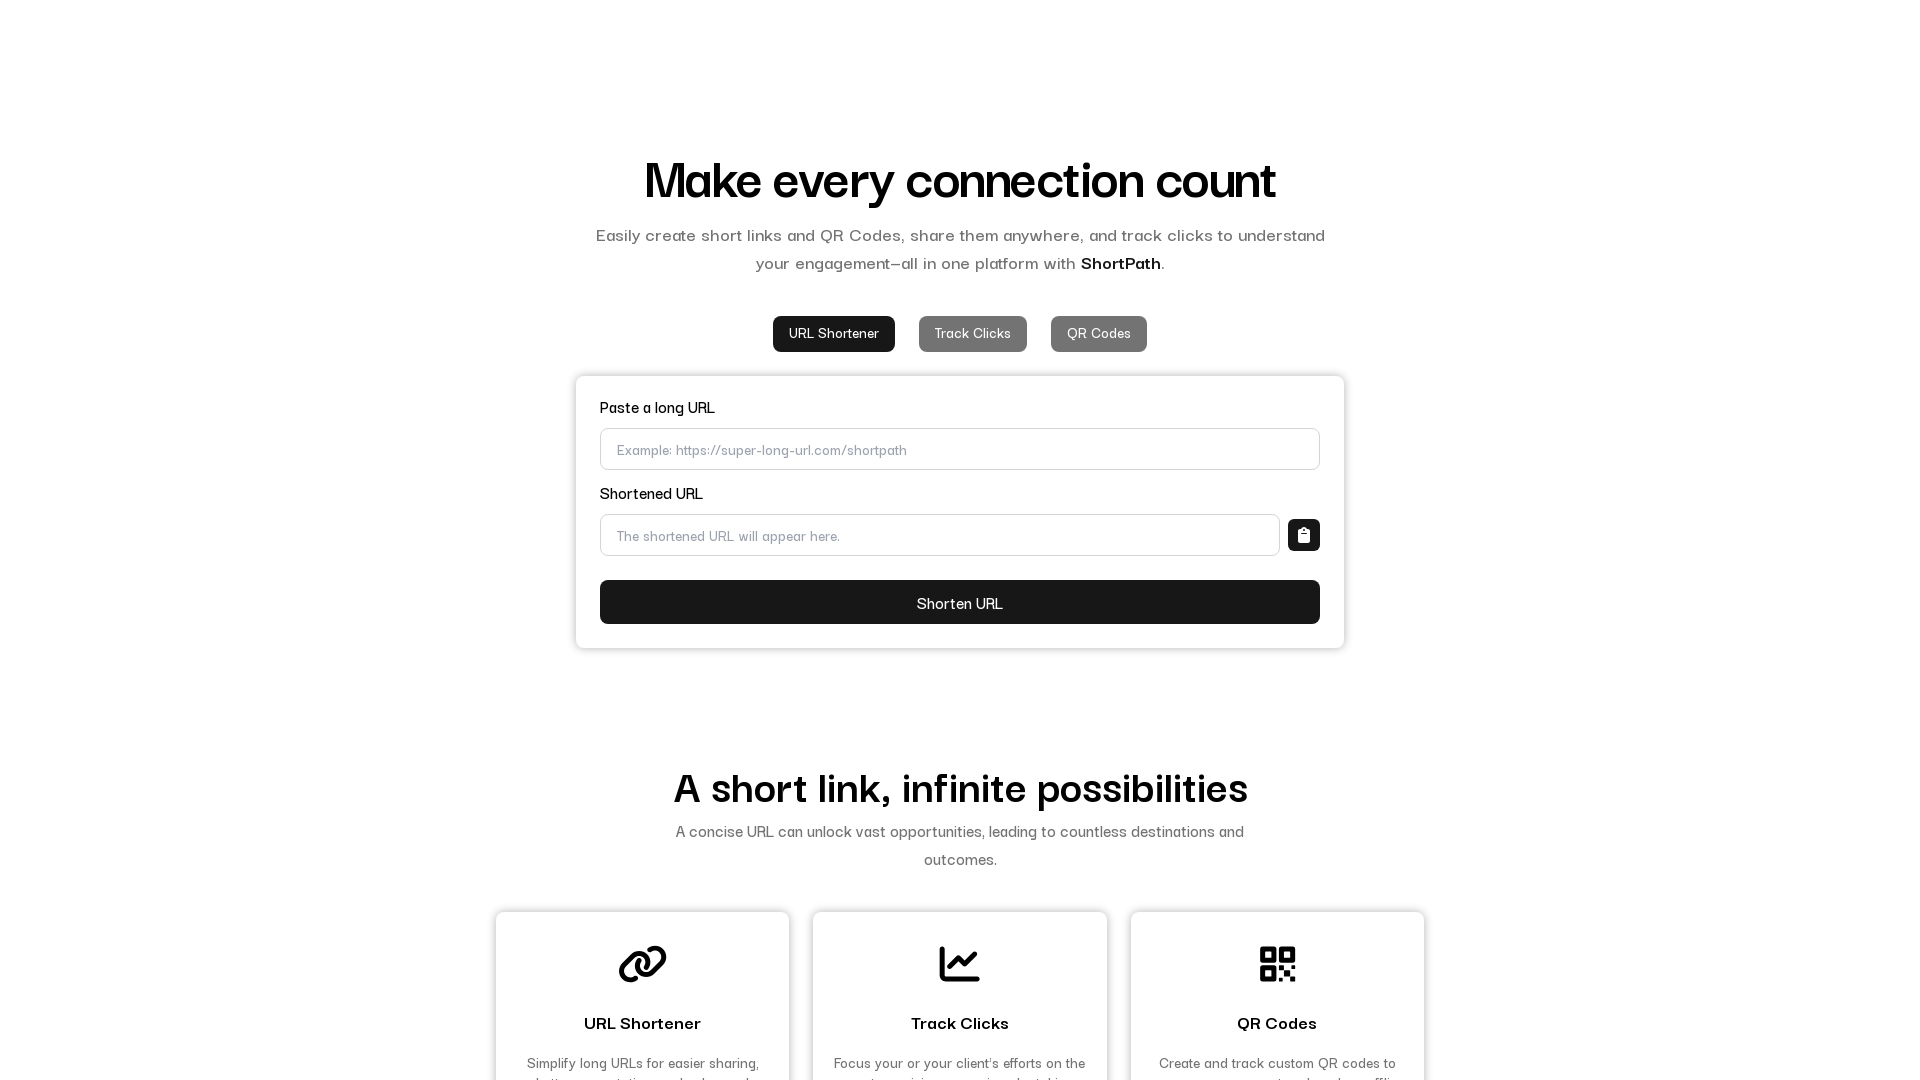 Make every connection count
Easily create short links and QR Codes, share them anywhere, and track clicks to understand
your engagement—all in one platform with ShortPath.
URL Shortener
Track Clicks
QR Codes
Paste a long URL
Example: https://super-long-url.com/shortpath
Shortened URL
The shortened URL will appear here.
Shorten URL
A short link, infinite possibilities
A concise URL can unlock vast opportunities, leading to countless destinations and
outcomes.
URL Shortener
Simplify long URLs for easier sharing,
Track Clicks
Focus your or your client's efforts on the
QR Codes
Create and track custom QR codes to